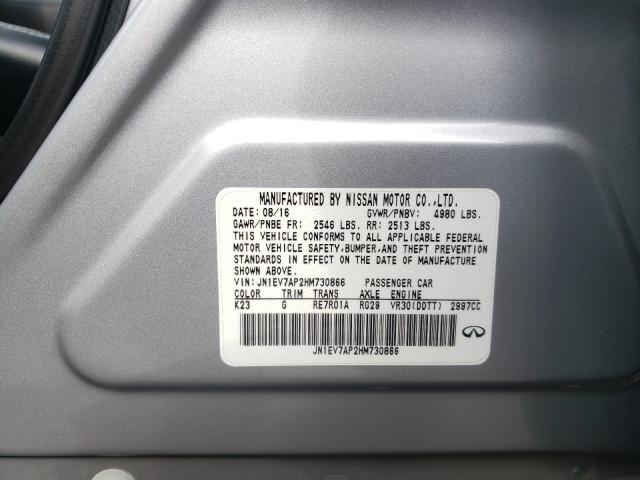 MANUFACTURED BY NISSAN MOTOR CO.,LTD.
DATE: 08/16 GVWR/PNBV: 4980 LBS.
GAWR/PNBE FR: 2546 LBS. RR: 2513 LBS.
THIS VEHICLE CONFORMS TO ALL APPLICABLE FEDERAL
MOTOR VEHICLE SAFETY, BUMPER, AND THEFT PREVENTION
STANDARDS IN EFFECT ON THE DATE OF MANUFACTURE
SHOWN ABOVE.
VIN: JN1EV7AP2HM730866 PASSENGER CAR
COLOR TRIM TRANS AXLE ENGINE
K23 G RE7R01A RG29 VR30(DDTT) 2997CC
JN1EV7AP2HM730866